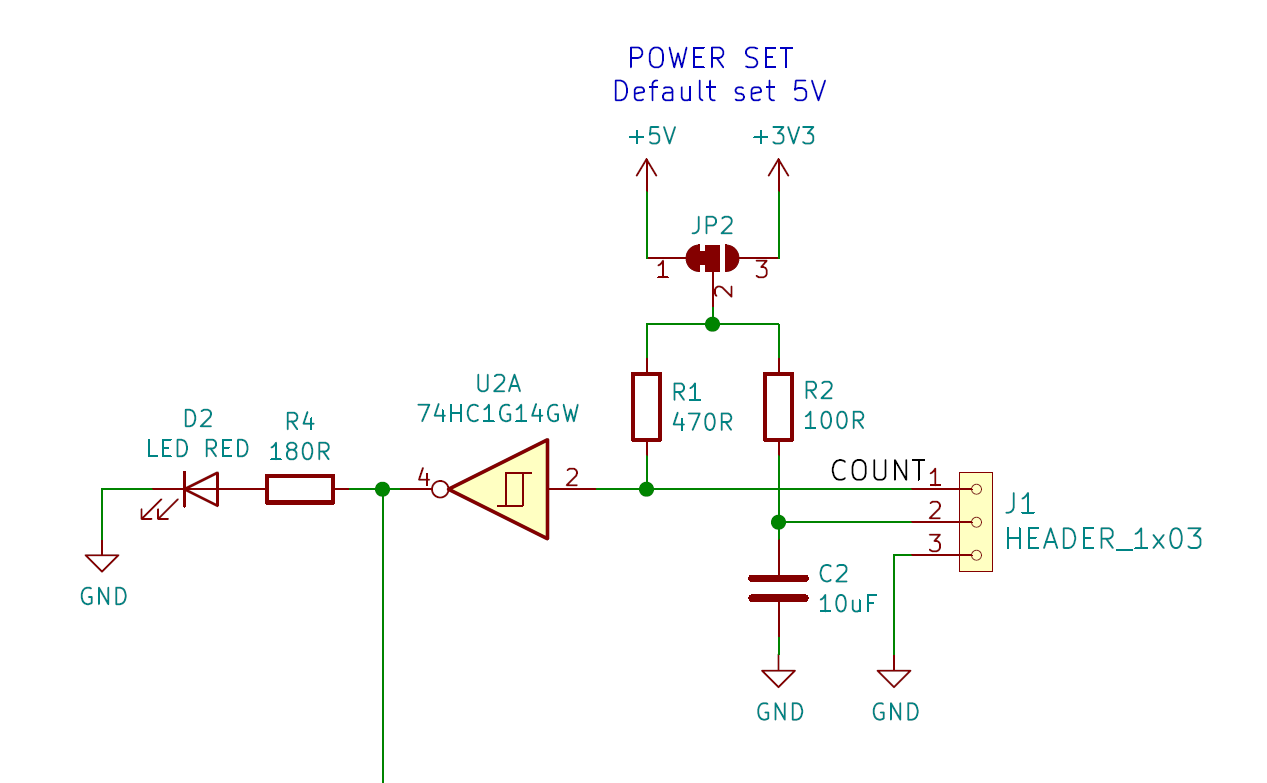 POWER SET
Default set 5V
+5V
+3V3
JP2
1
3
2
U2A
74HC1G14GW
R1
470R
R2
100R
D2
LED RED
R4
180R
4
2
COUNT
1
2
3
J1
HEADER_1x03
C2
10uF
GND
GND
GND